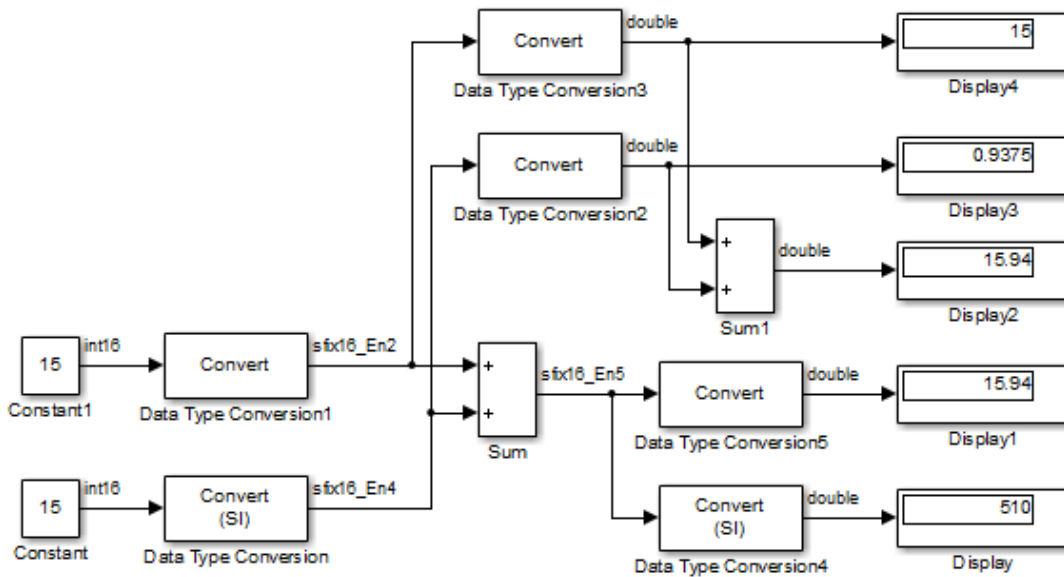 Convert
double
15
Data Type Conversion3
Display4
Convert
double
0.9375
Data Type Conversion2
Display3
+
+
double
15.94
Sum1
Display2
15
int16
Convert
sfix16_En2
Constant1
Data Type Conversion1
+
+
sfix16_En5
Sum
Convert
double
15.94
Data Type Conversion5
Display1
15
int16
Convert
(SI)
sfix16_En4
Constant
Data Type Conversion
Convert
(SI)
double
510
Data Type Conversion4
Display